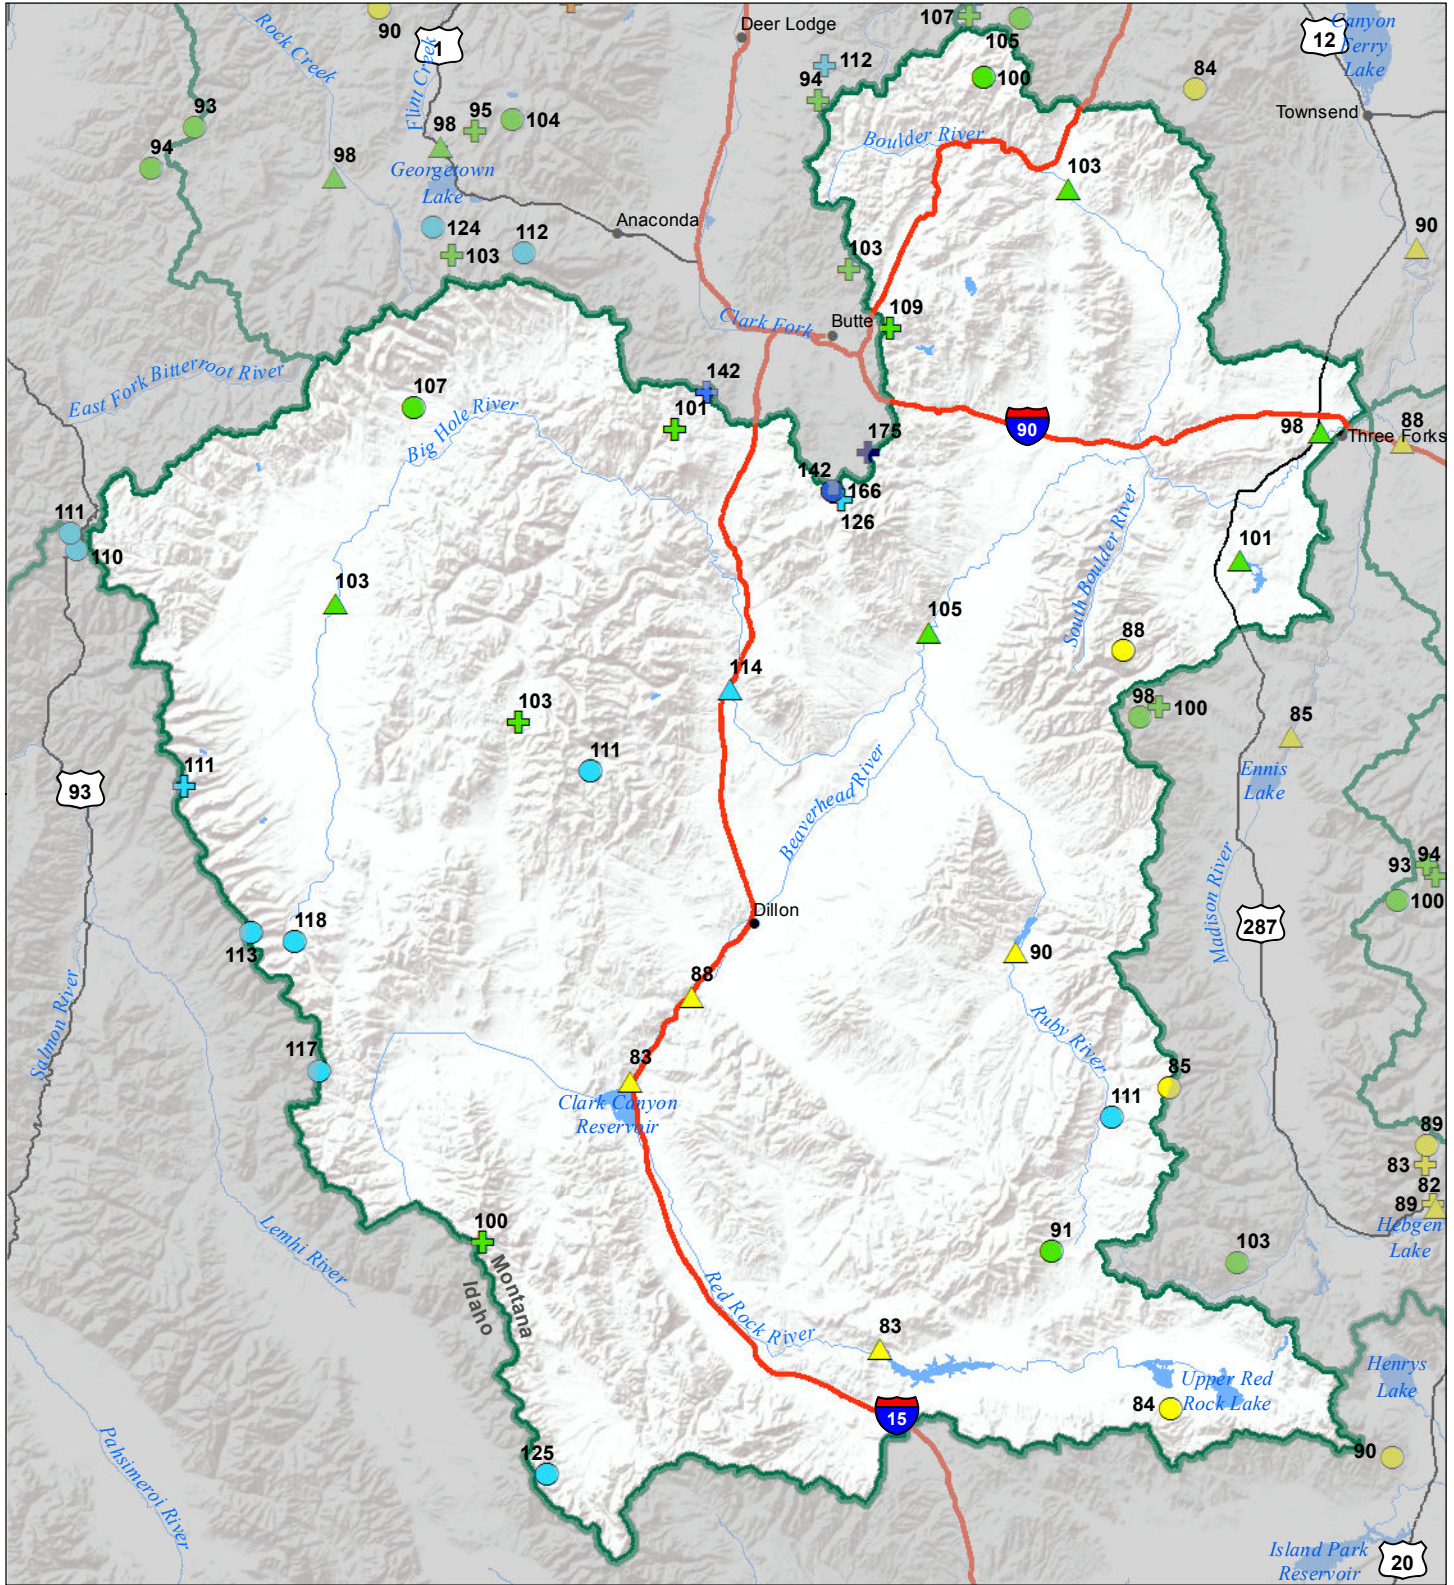 90
1
Rock Creek
Flint Creek
Deer Lodge
107
105
12
Canyon
Ferry
Lake
112
94
100
84
Townsend
93
94
98
98
95
104
Georgetown
Lake
Boulder River
103
Anaconda
124
103
112
103
90
109
Butte
Clark Fork
East Fork Bitterroot River
107
Big Hole River
142
101
90
98
Three Forks
88
175
142
166
126
111
110
101
South Boulder River
103
105
88
114
98
100
85
103
111
Ennis
Lake
93
111
Beaverhead River
Madison River
93
94
100
287
Dillon
113
118
90
88
Salmon River
Ruby River
117
83
Clark Canyon
Reservoir
85
111
89
83
82
89
Hebgen
Lake
Lemhi River
100
Montana
Idaho
91
103
Red Rock River
83
Henrys
Lake
Upper Red
Rock Lake
84
15
125
90
Pahsimeroi River
Island Park
Reservoir
20